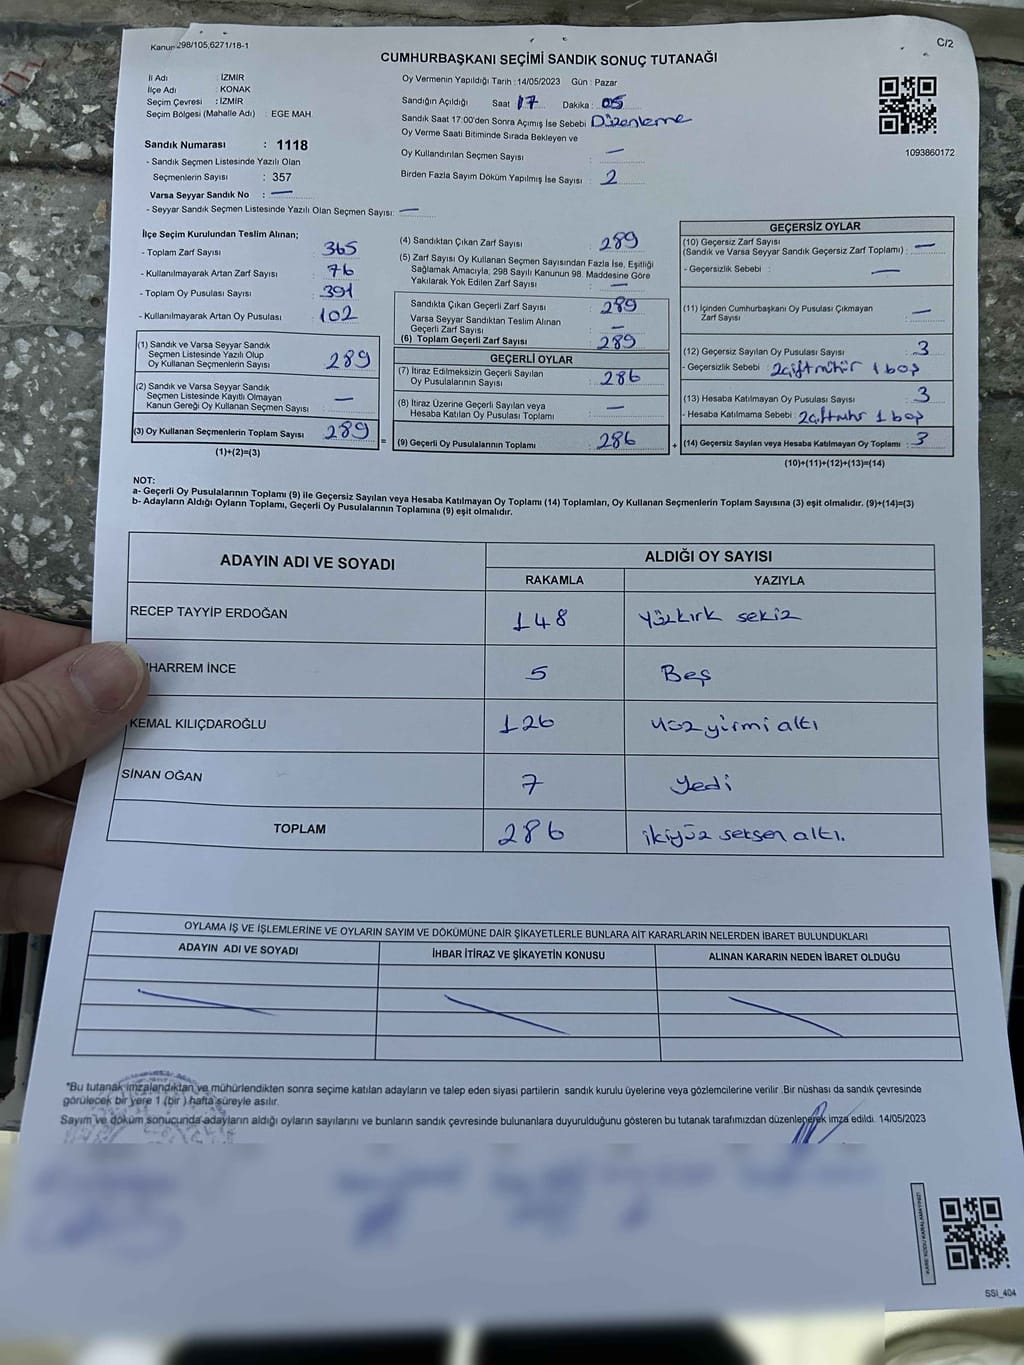 Kanun 298/105,6271/18-1
C/2
CUMHURBAŞKANI SEÇİMİ SANDIK SONUÇ TUTANAĞI
İl Adı : İZMİR
İlçe Adı : KONAK
Seçim Çevresi : İZMİR
Seçim Bölgesi (Mahalle Adı) : EGE MAH
Sandık Numarası : 1118
- Sandık Seçmen Listesinde Yazılı Olan
Seçmenlerin Sayısı : 357
Varsa Seyyar Sandık No : —
- Seyyar Sandık Seçmen Listesinde Yazılı Olan Seçmen Sayısı: —
Oy Vermenin Yapıldığı Tarih : 14/05/2023 Gün : Pazar
Sandığın Açıldığı Saat : 17 Dakika : 05
Sandık Saat 17:00'den Sonra Açımış İse Sebebi Düzenleme
Oy Verme Saati Bitiminde Sırada Bekleyen ve
Oy Kullandırılan Seçmen Sayısı : —
Birden Fazla Sayım Döküm Yapılmış İse Sayısı : 2
1093860172
İlçe Seçim Kurulundan Teslim Alınan;
- Toplam Zarf Sayısı : 365
- Kullanılmayarak Artan Zarf Sayısı : 76
- Toplam Oy Pusulası Sayısı : 391
- Kullanılmayarak Artan Oy Pusulası : 102
(1) Sandık ve Varsa Seyyar Sandık
Seçmen Listesinde Yazılı Olup
Oy Kullanan Seçmenlerin Sayısı : 289
(2) Sandık ve Varsa Seyyar Sandık
Seçmen Listesinde Kayıtlı Olmayan
Kanun Gereği Oy Kullanan Seçmen Sayısı : —
(3) Oy Kullanan Seçmenlerin Toplam Sayısı : 289
(1)+(2)=(3)
=
(4) Sandıktan Çıkan Zarf Sayısı : 289
(5) Zarf Sayısı Oy Kullanan Seçmen Sayısından Fazla İse, Eşitliği
Sağlamak Amacıyla, 298 Sayılı Kanunun 98. Maddesine Göre
Yakılarak Yok Edilen Zarf Sayısı : —
Sandıkta Çıkan Geçerli Zarf Sayısı : 289
Varsa Seyyar Sandıktan Teslim Alınan
Geçerli Zarf Sayısı : —
(6) Toplam Geçerli Zarf Sayısı : 289
GEÇERLİ OYLAR
(7) İtiraz Edilmeksizin Geçerli Sayılan
Oy Pusulalarının Sayısı : 286
(8) İtiraz Üzerine Geçerli Sayılan veya
Hesaba Katılan Oy Pusulası Toplamı : —
(9) Geçerli Oy Pusulalarının Toplamı : 286
+
GEÇERSİZ OYLAR
(10) Geçersiz Zarf Sayısı
(Sandık ve Varsa Seyyar Sandık Geçersiz Zarf Toplamı) : —
- Geçersizlik Sebebi : —
(11) İçinden Cumhurbaşkanı Oy Pusulası Çıkmayan
Zarf Sayısı : —
(12) Geçersiz Sayılan Oy Pusulası Sayısı : 3
- Geçersizlik Sebebi : 2çift mühür 1 boş
(13) Hesaba Katılmayan Oy Pusulası Sayısı : 3
- Hesaba Katılmama Sebebi : 2çift mhr 1 boş
(14) Geçersiz Sayılan veya Hesaba Katılmayan Oy Toplamı : 3
(10)+(11)+(12)+(13)=(14)
NOT:
a- Geçerli Oy Pusulalarının Toplamı (9) ile Geçersiz Sayılan veya Hesaba Katılmayan Oy Toplamı (14) Toplamları, Oy Kullanan Seçmenlerin Toplam Sayısına (3) eşit olmalıdır. (9)+(14)=(3)
b- Adayların Aldığı Oyların Toplamı, Geçerli Oy Pusulalarının Toplamına (9) eşit olmalıdır.
ADAYIN ADI VE SOYADI
ALDIĞI OY SAYISI
RAKAMLA YAZIYLA
RECEP TAYYİP ERDOĞAN 148 Yüzkırk sekiz
HARREM İNCE 5 Beş
KEMAL KILIÇDAROĞLU 126 yüz yirmi altı
SİNAN OĞAN 7 Yedi
TOPLAM 286 ikiyüz seksen altı.
OYLAMA İŞ VE İŞLEMLERİNE VE OYLARIN SAYIM VE DÖKÜMÜNE DAİR ŞİKAYETLERLE BUNLARA AİT KARARLARIN NELERDEN İBARET BULUNDUKLARI
ADAYIN ADI VE SOYADI İHBAR İTİRAZ VE ŞİKAYETİN KONUSU ALINAN KARARIN NEDEN İBARET OLDUĞU
*Bu tutanak imzalandıktan ve mühürlendikten sonra seçime katılan adayların ve talep eden siyasi partilerin sandık kurulu üyelerine veya gözlemcilerine verilir .Bir nüshası da sandık çevresinde
görülecek bir yere 1 (bir ) hafta süreyle asılır.
Sayım ve döküm sonucunda adayların aldığı oyların sayılarını ve bunların sandık çevresinde bulunanlara duyurulduğunu gösteren bu tutanak tarafımızdan düzenlenerek imza edildi. 14/05/2023
SSI_404